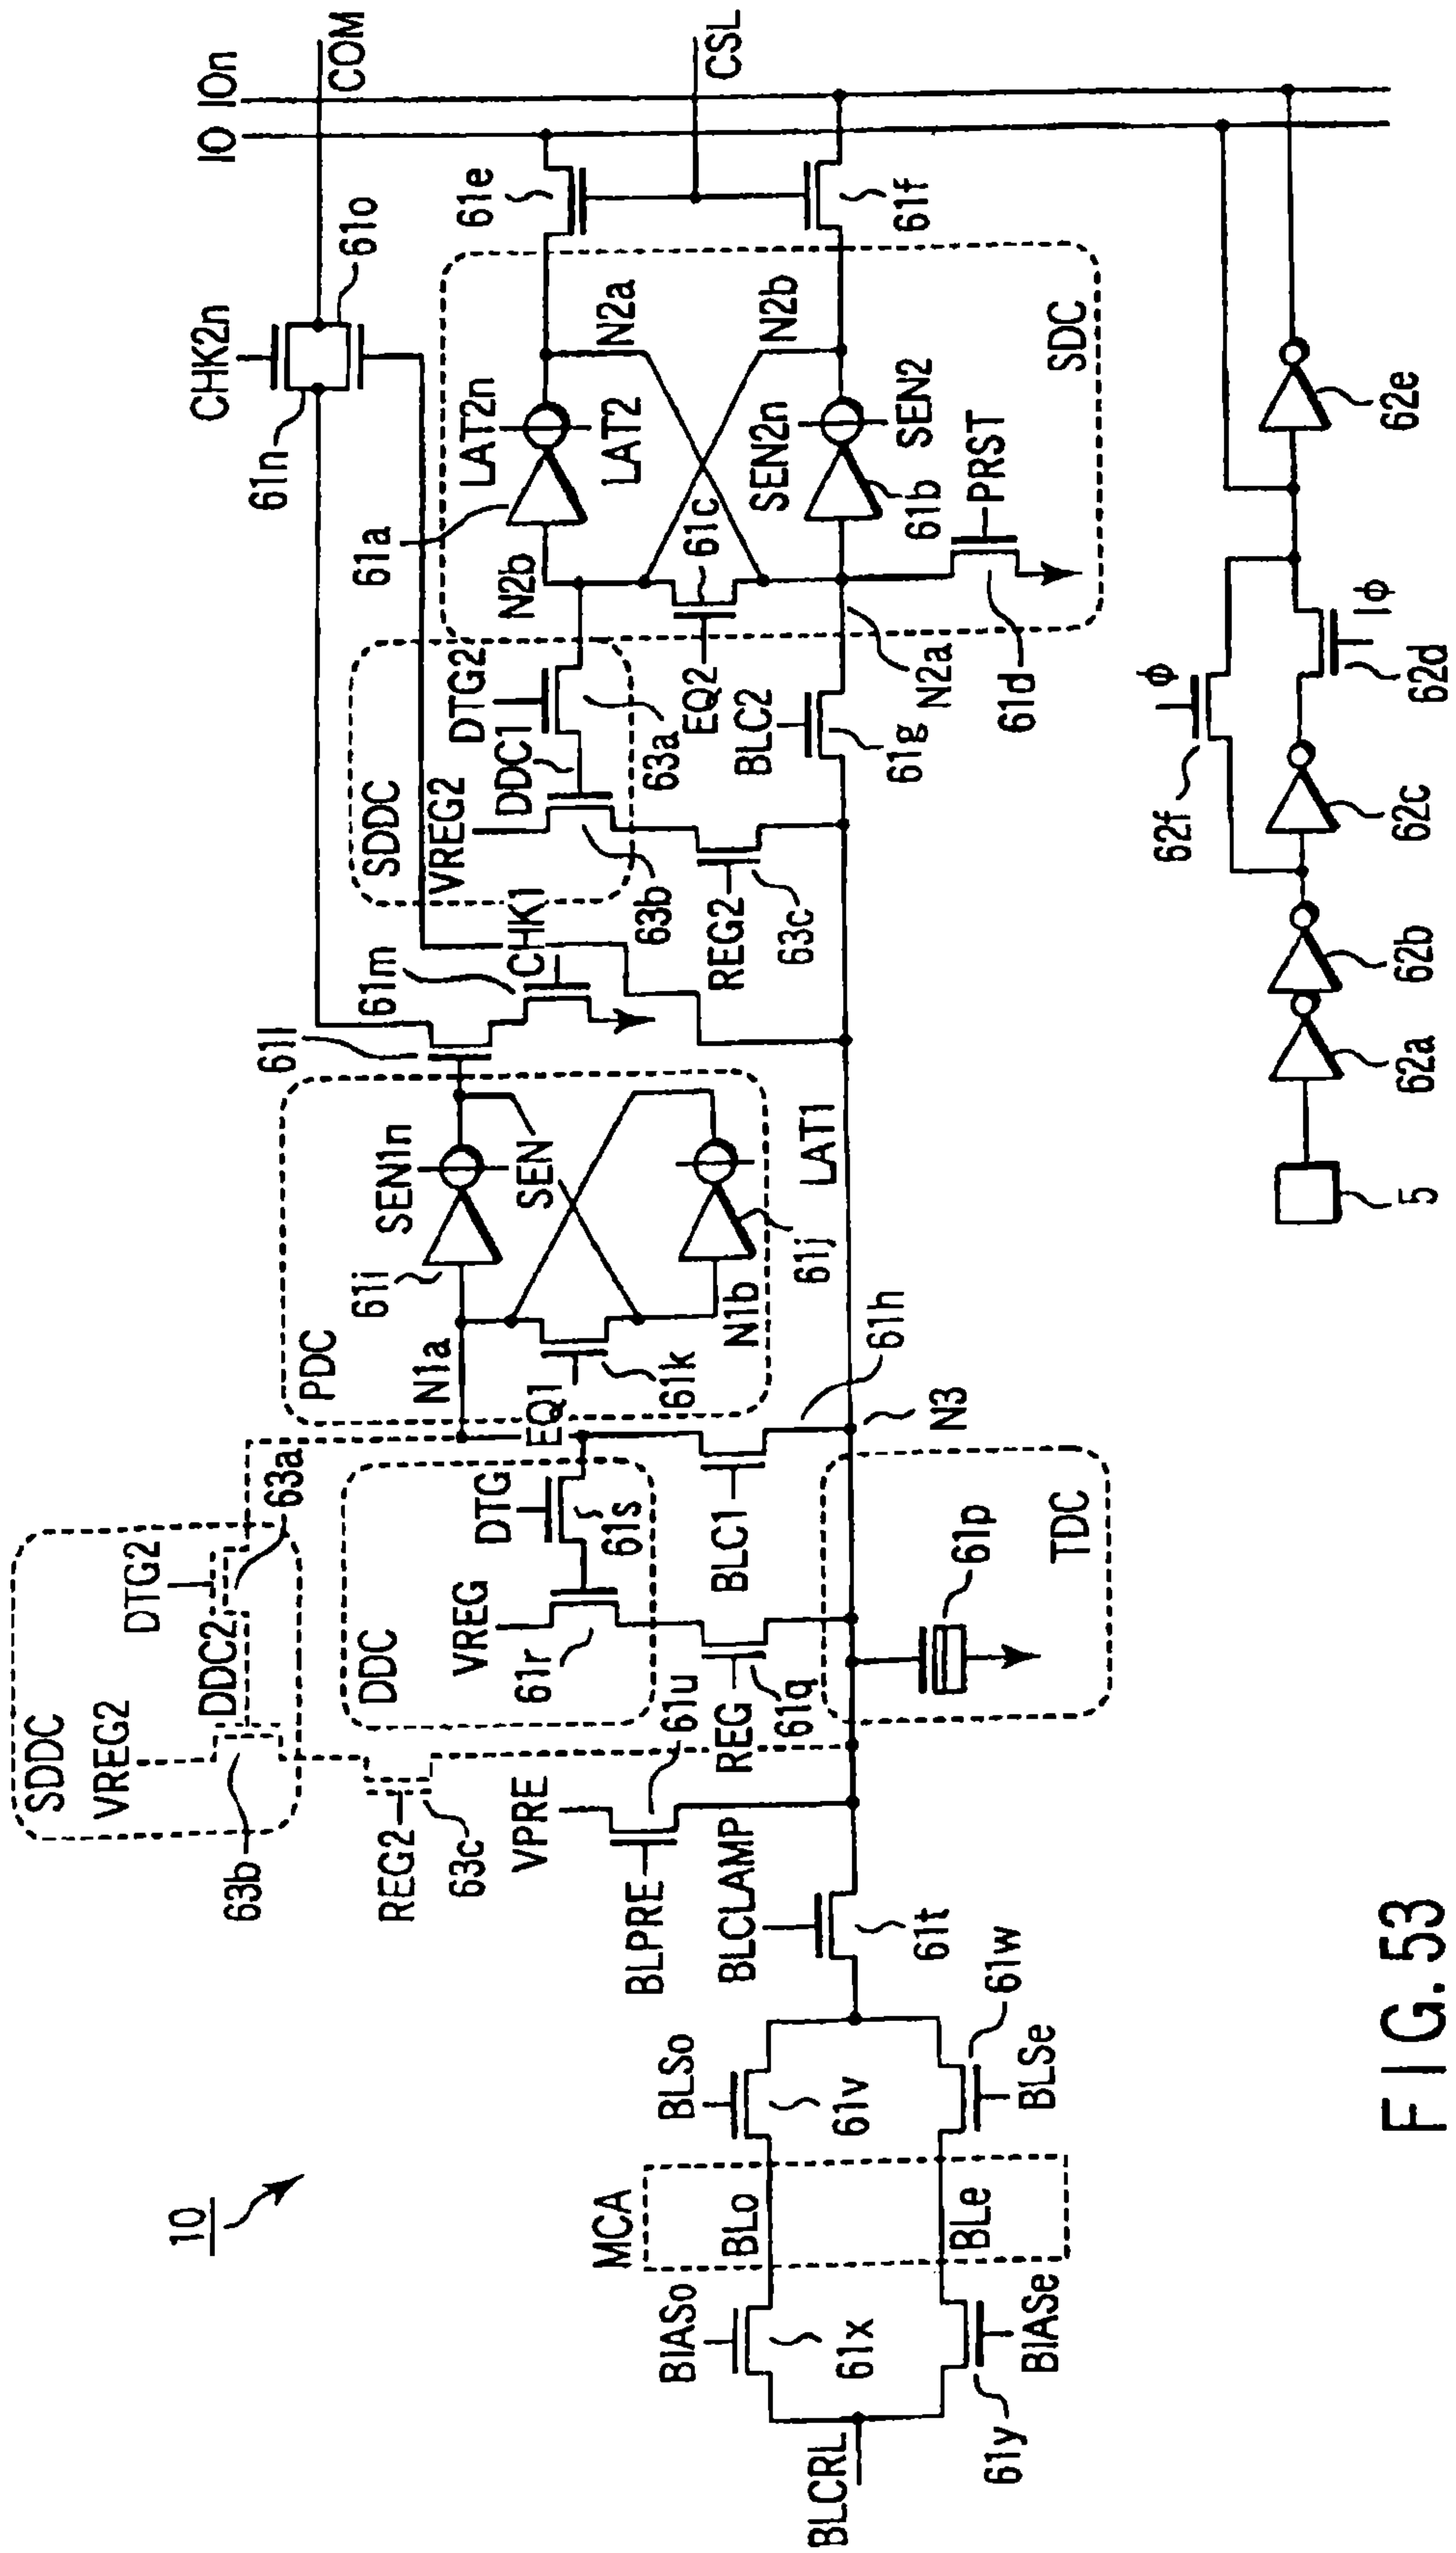 10
BLCRL
BIASo
61x
BIASe
61y
MCA
BLo
BLe
BLSo
61v
BLSe
61w
BLCLAMP
61t
VPRE
BLPRE
61u
SDDC
VREG2
DDC2
DTG2
63a
63b
REG2
63c
DDC
VREG
DTG
61r
61s
REG
61q
TDC
61p
BLC1
61h
N3
PDC
N1a
EQ1
61k
N1b
61i
SEN1n
SEN
61j
LAT1
61l
61m
CHK1
SDDC
VREG2
DDC1
DTG2
63a
63b
REG2
63c
BLC2
61g
EQ2
N2a
SDC
61a
N2b
LAT2n
LAT2
N2a
61c
N2b
SEN2n
SEN2
61b
PRST
61d
CHK2n
61n
61o
COM
IO
IOn
61e
CSL
61f
5
62a
62b
62c
62f
φ
62d
lφ
62e
FIG. 53